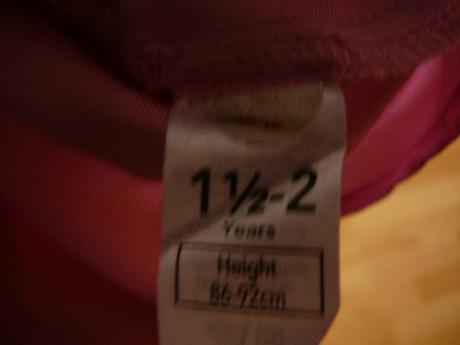 1½-2
Years
Height
86-92cm